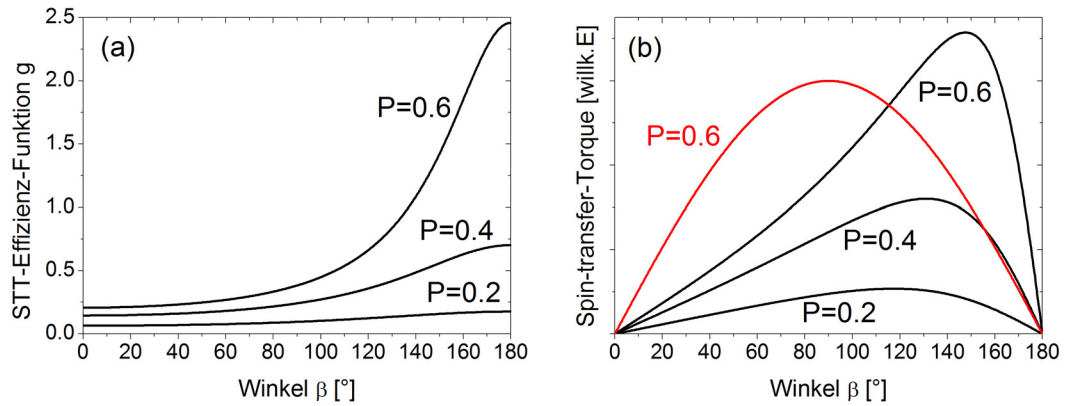 (a)
STT-Effizienz-Funktion g
2.5
2.0
1.5
1.0
0.5
0.0
P=0.6
P=0.4
P=0.2
0 20 40 60 80 100 120 140 160 180
Winkel β [°]
(b)
Spin-transfer-Torque [willk.E]
P=0.6
P=0.6
P=0.4
P=0.2
0 20 40 60 80 100 120 140 160 180
Winkel β [°]